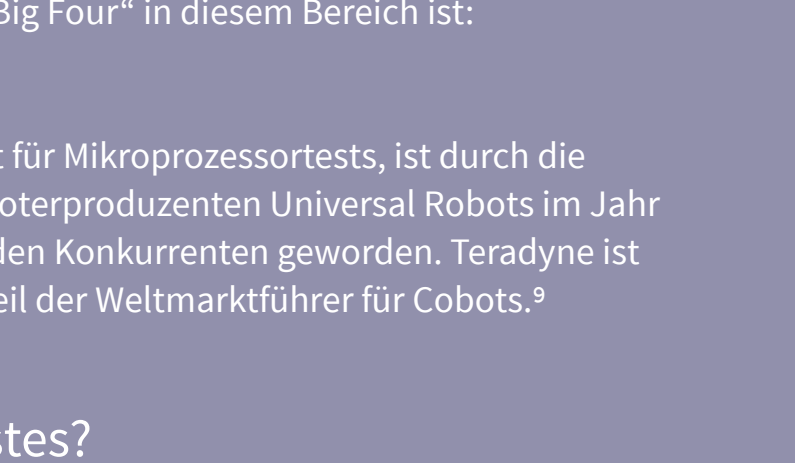 Big Four“ in diesem Bereich ist:
für Mikroprozessortests, ist durch die
oterproduzenten Universal Robots im Jahr
den Konkurrenten geworden. Teradyne ist
eil der Weltmarktführer für Cobots.⁹
stes?